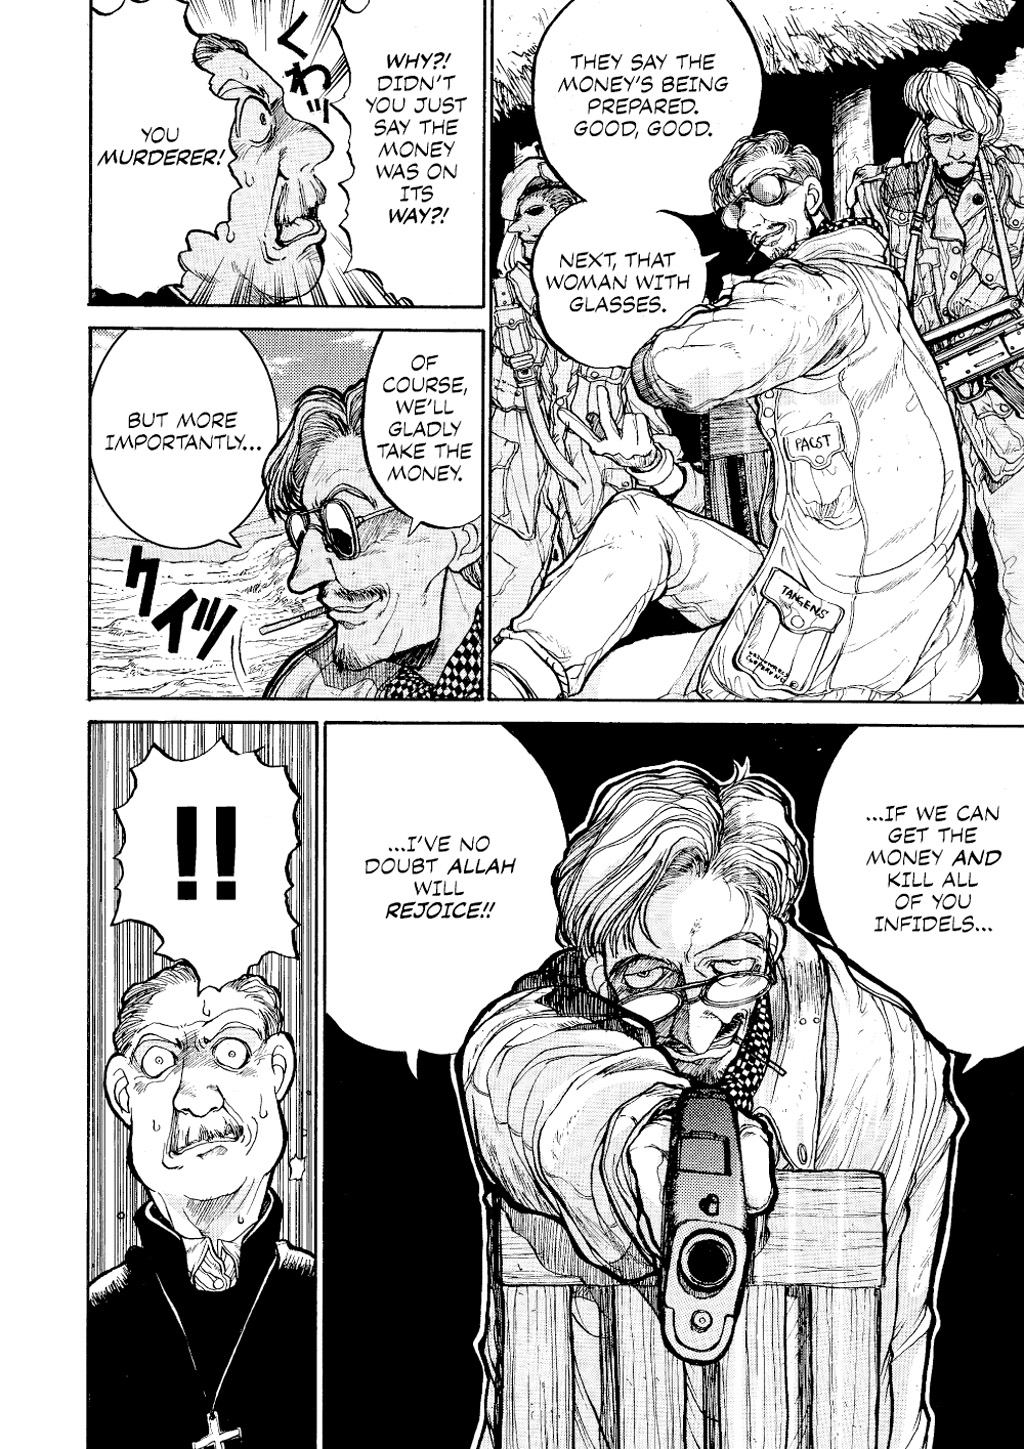 THEY SAY THE
MONEY'S BEING
PREPARED.
GOOD, GOOD.
NEXT, THAT
WOMAN WITH
GLASSES.
PACST
TANGENS
WHY?!
DIDN'T
YOU JUST
SAY THE
MONEY
WAS ON
ITS
WAY?!
くわッ
YOU
MURDERER!
OF
COURSE,
WE'LL
GLADLY
TAKE THE
MONEY.
BUT MORE
IMPORTANTLY...
クイッ
...IF WE CAN
GET THE
MONEY AND
KILL ALL
OF YOU
INFIDELS...
...I'VE NO
DOUBT ALLAH
WILL
REJOICE!!
!!